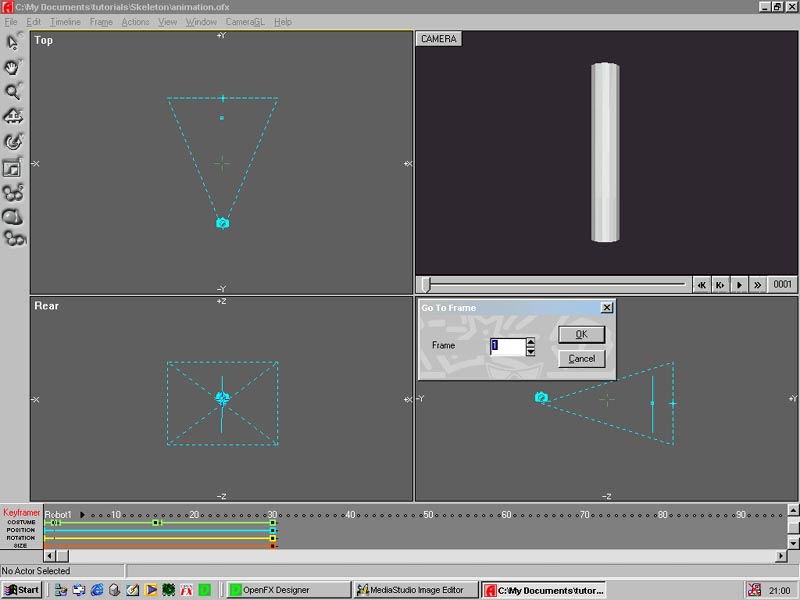 C:\My Documents\tutorials\Skeleton\animation.ofx
File Edit Timeline Frame Actions View Window CameraGL Help
Top
+Y
-X
-X
-Y
CAMERA
0001
Rear
+Z
-X
-X
-Z
Go To Frame
Frame
1
OK
Cancel
-Y
+Y
-Z
Keyframer
Robot1
10 20 30 40 50 60 70 80 90
COSTUME
POSITION
ROTATION
SIZE
No Actor Selected
Start
OpenFX Designer
MediaStudio Image Editor
C:\My Documents\tutor...
21:00